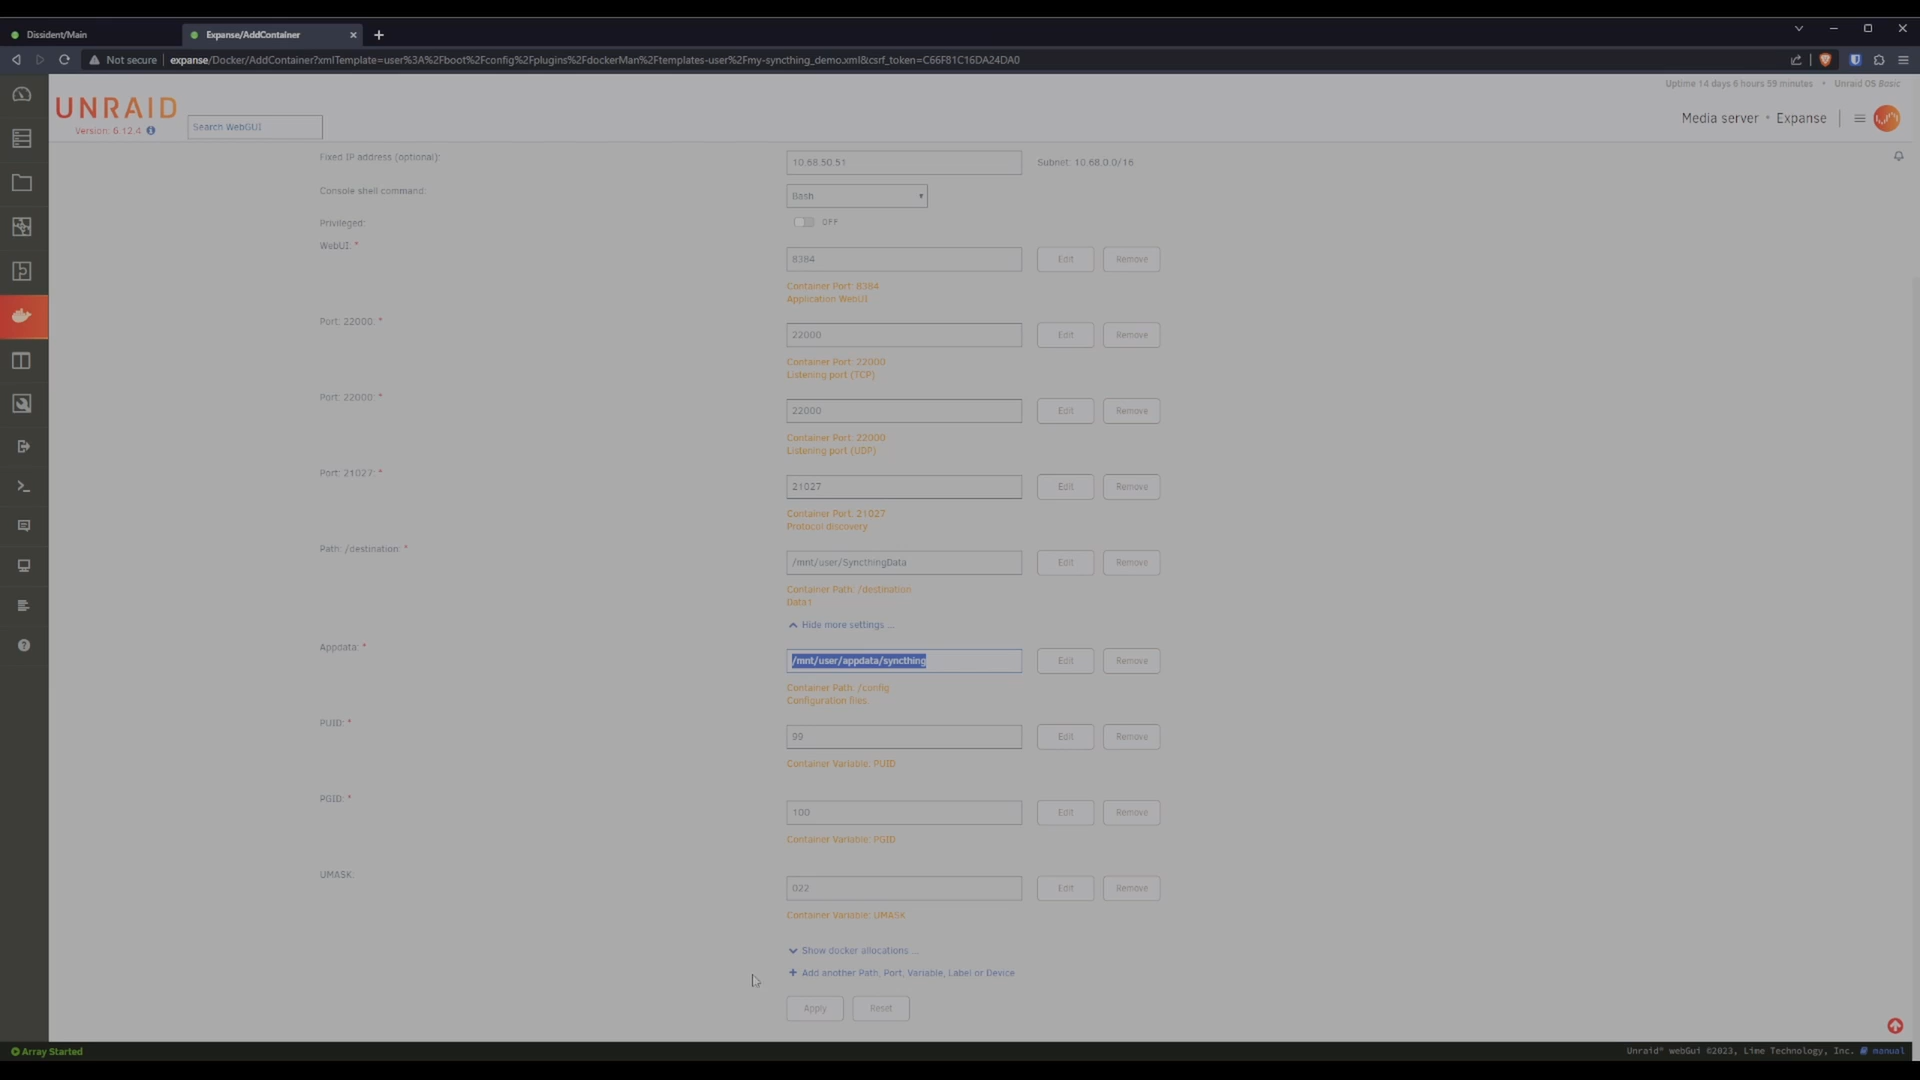 Dissident/Main
Expanse/AddContainer
Not secure
expanse/Docker/AddContainer?xmlTemplate=user%3A%2Fboot%2Fconfig%2Fplugins%2FdockerMan%2Ftemplates-user%2Fmy-syncthing_demo.xml&csrf_token=C66F81C16DA24DA0
Uptime 14 days 6 hours 59 minutes • Unraid OS Basic
UNRAID
Version: 6.12.4
Search WebGUI
Media server • Expanse
Fixed IP address (optional):
10.68.50.51
Subnet: 10.68.0.0/16
Console shell command:
Bash
Privileged:
OFF
WebUI: *
8384
Edit
Remove
Container Port: 8384
Application WebUI
Port: 22000: *
22000
Edit
Remove
Container Port: 22000
Listening port (TCP)
Port: 22000: *
22000
Edit
Remove
Container Port: 22000
Listening port (UDP)
Port: 21027: *
21027
Edit
Remove
Container Port: 21027
Protocol discovery
Path: /destination: *
/mnt/user/SyncthingData
Edit
Remove
Container Path: /destination
Data1
Hide more settings ...
Appdata: *
/mnt/user/appdata/syncthing
Edit
Remove
Container Path: /config
Configuration files.
PUID: *
99
Edit
Remove
Container Variable: PUID
PGID: *
100
Edit
Remove
Container Variable: PGID
UMASK:
022
Edit
Remove
Container Variable: UMASK
Show docker allocations ...
Add another Path, Port, Variable, Label or Device
Apply
Reset
Array Started
Unraid® webGui ©2023, Lime Technology, Inc.
manual